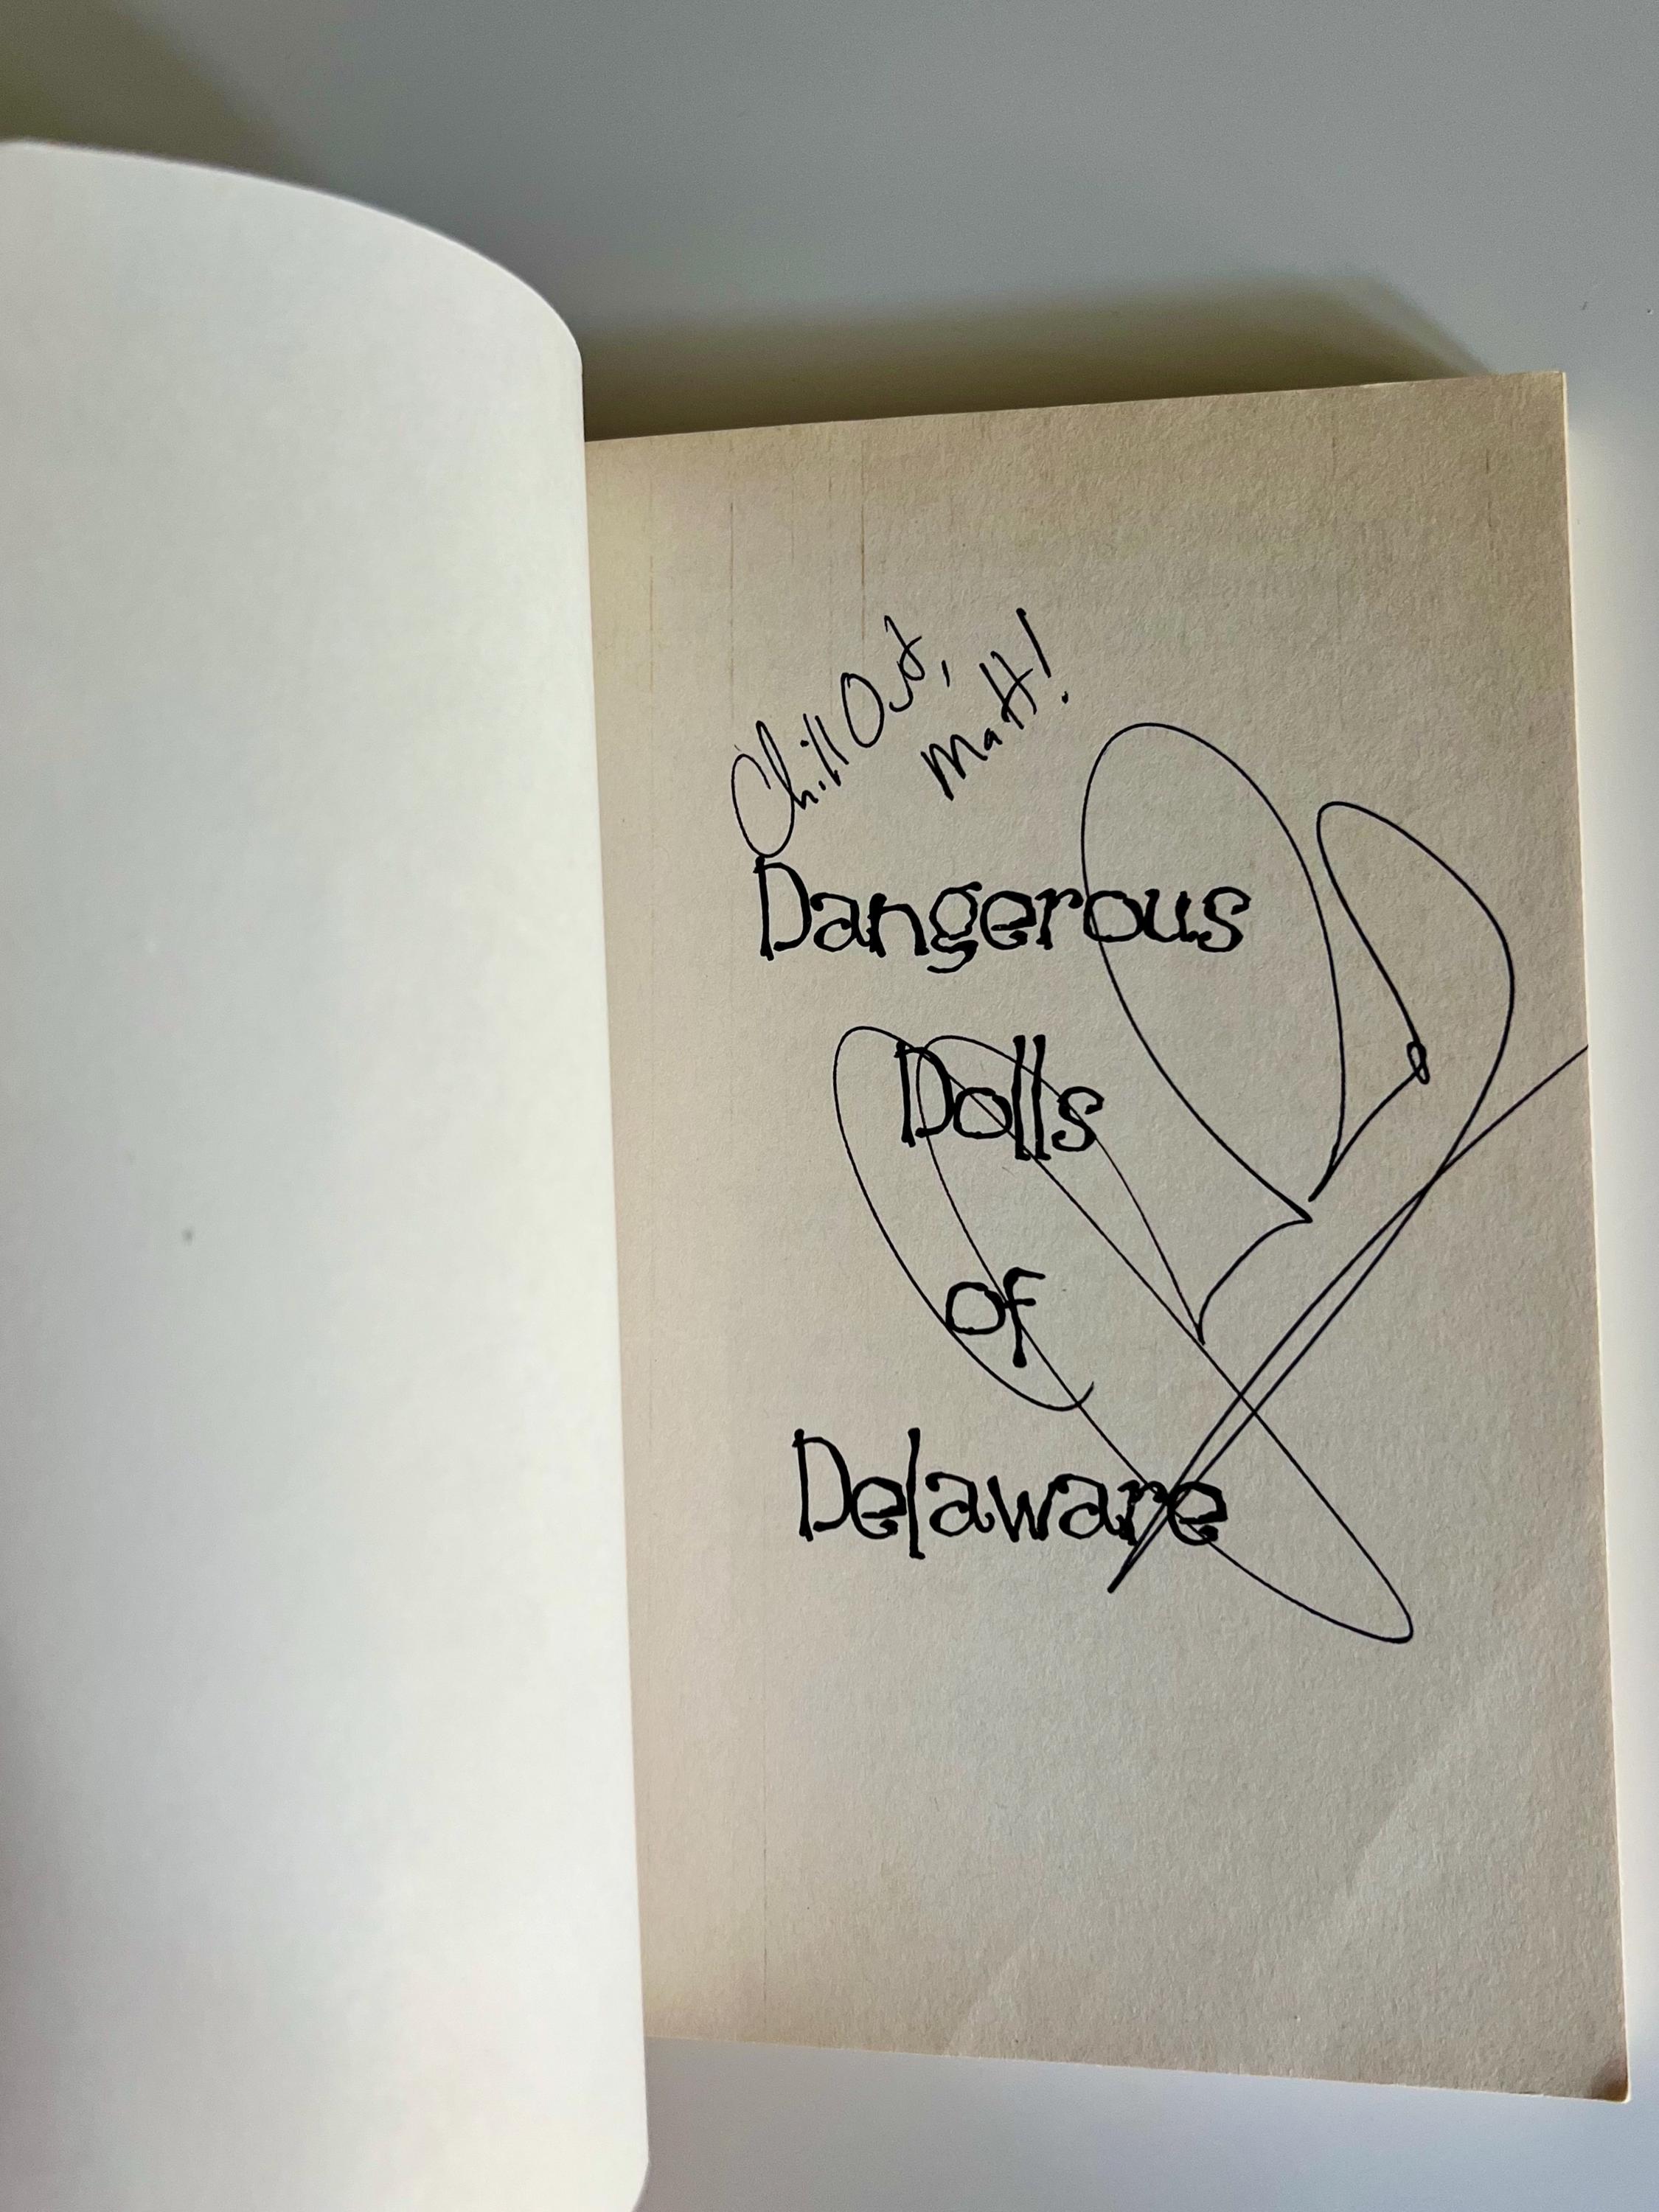 Chill Out,
Matt!
Dangerous
Dolls
of
Delaware